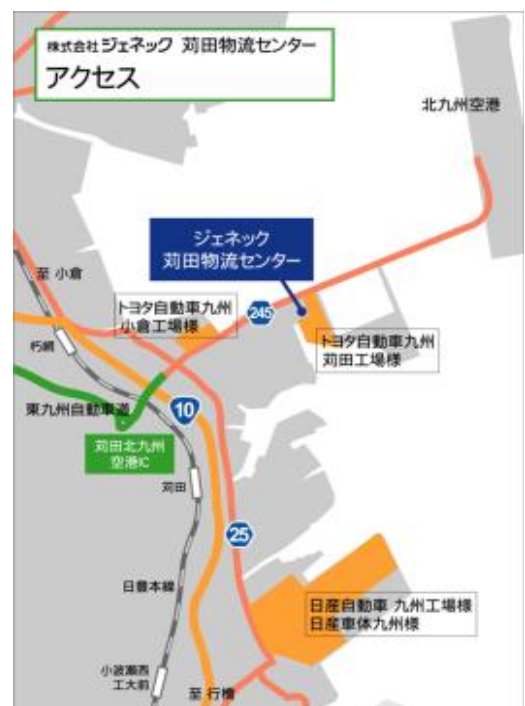 株式会社ジェネック 苅田物流センター
アクセス
北九州空港
ジェネック
苅田物流センター
至 小倉
トヨタ自動車九州
小倉工場様
245
トヨタ自動車九州
苅田工場様
朽網
東九州自動車道
10
苅田北九州
空港IC
苅田
25
日豊本線
日産自動車 九州工場様
日産車体九州様
小波瀬西
工大前
至 行橋